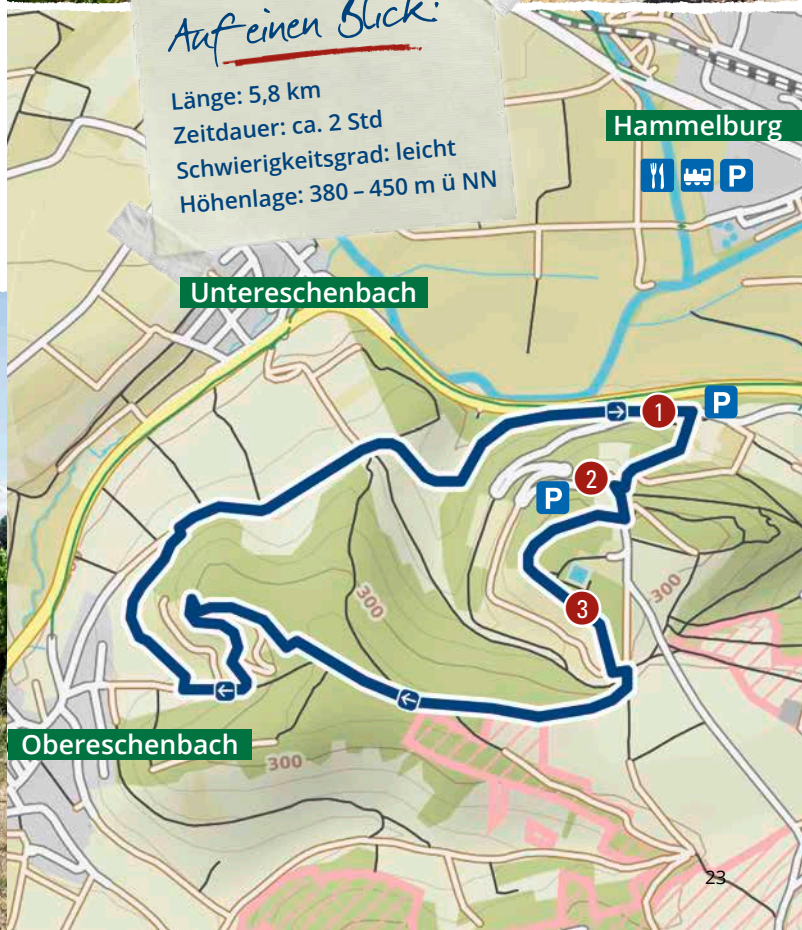 Auf einen Blick:
Länge: 5,8 km
Zeitdauer: ca. 2 Std
Schwierigkeitsgrad: leicht
Höhenlage: 380 – 450 m ü NN
Hammelburg
P
Untereschenbach
1
P
2
P
300
300
3
Obereschenbach
300
23